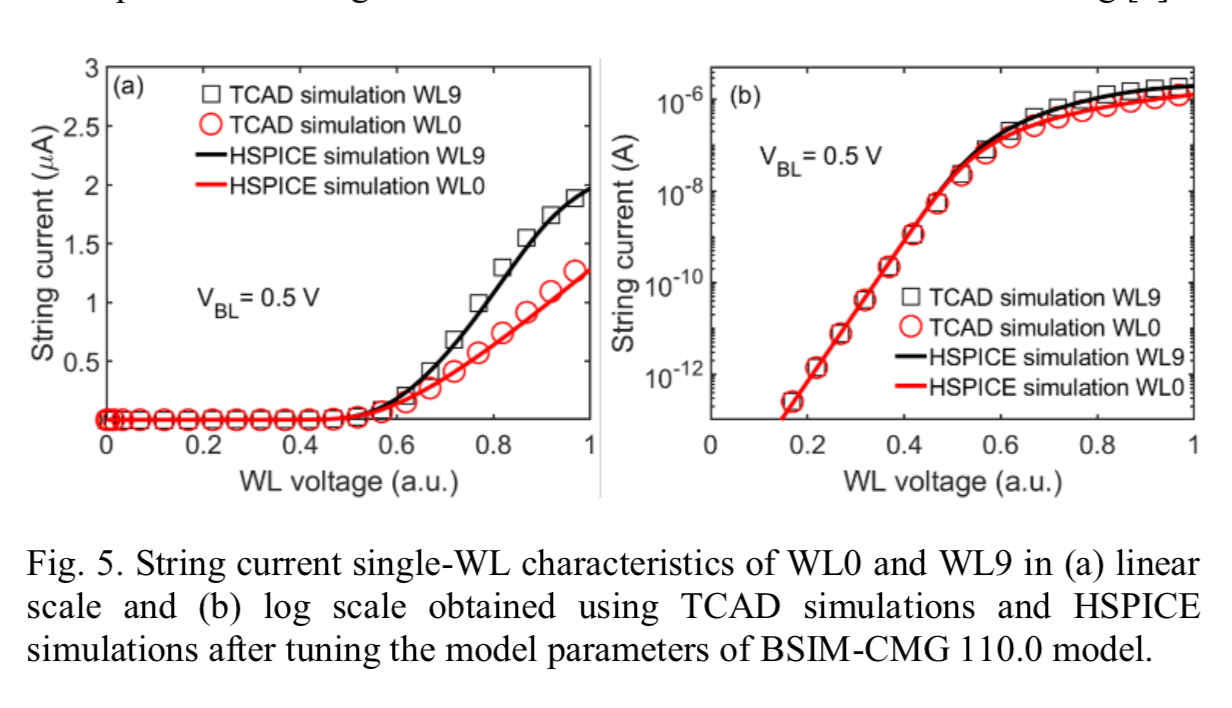 (a)
TCAD simulation WL9
TCAD simulation WL0
HSPICE simulation WL9
HSPICE simulation WL0
V_BL = 0.5 V
String current (μA)
3
2.5
2
1.5
1
0.5
0 0.2 0.4 0.6 0.8 1
WL voltage (a.u.)
(b)
V_BL = 0.5 V
TCAD simulation WL9
TCAD simulation WL0
HSPICE simulation WL9
HSPICE simulation WL0
String current (A)
10^-6
10^-8
10^-10
10^-12
0 0.2 0.4 0.6 0.8 1
WL voltage (a.u.)
Fig. 5. String current single-WL characteristics of WL0 and WL9 in (a) linear
scale and (b) log scale obtained using TCAD simulations and HSPICE
simulations after tuning the model parameters of BSIM-CMG 110.0 model.